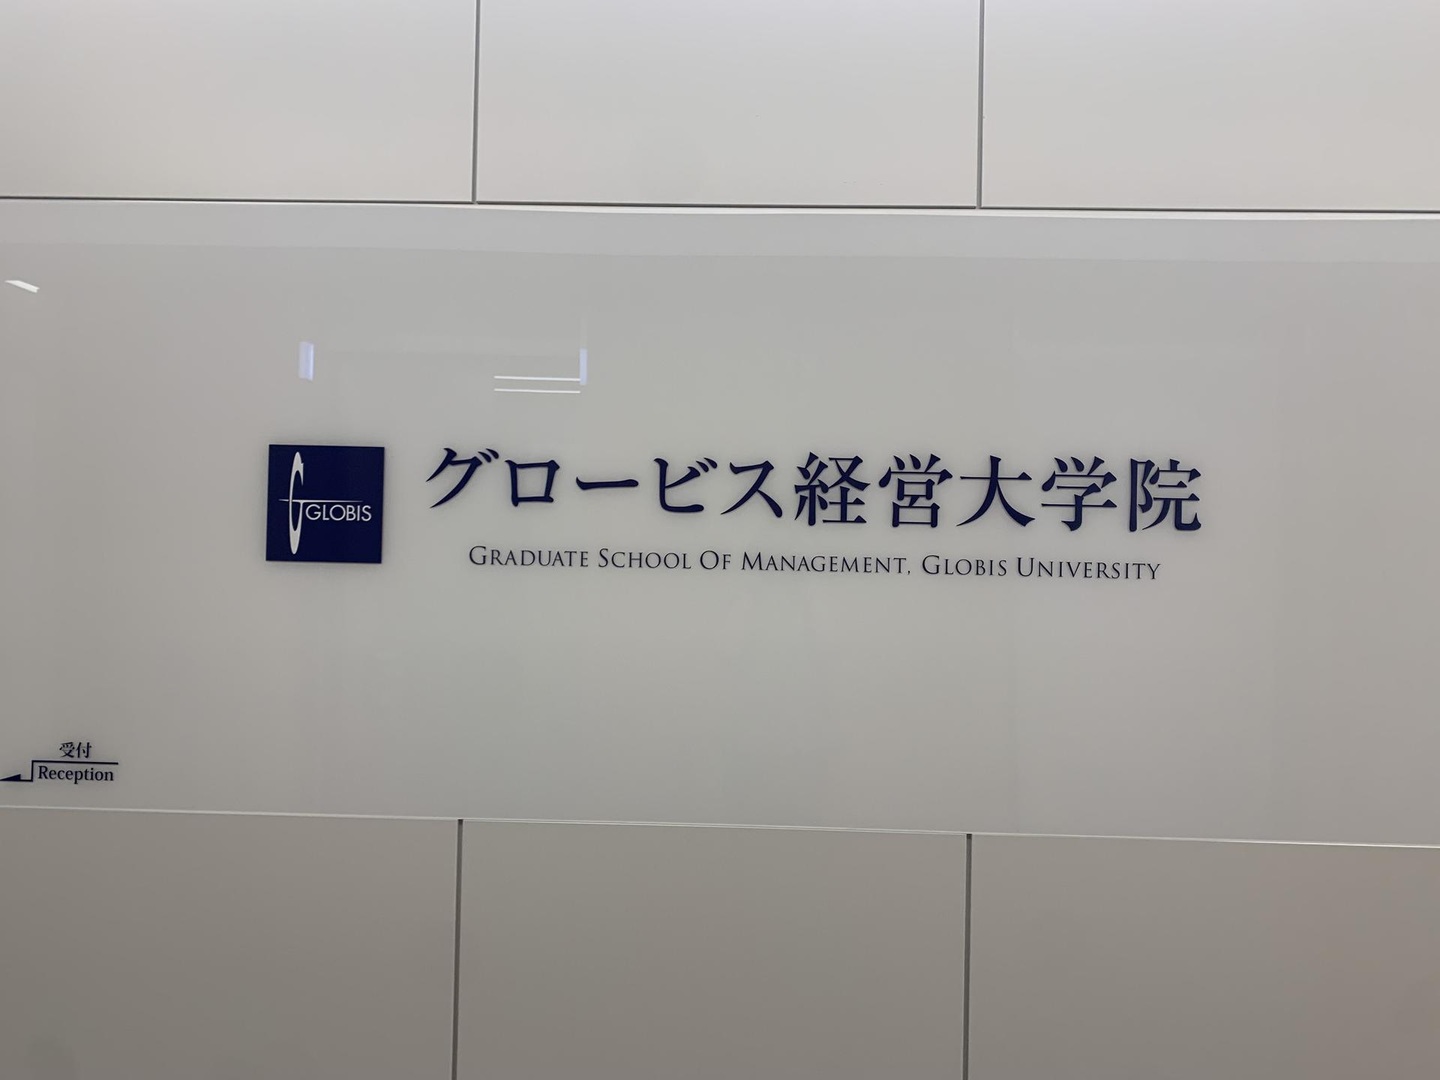 GLOBIS
グロービス経営大学院
GRADUATE SCHOOL OF MANAGEMENT, GLOBIS UNIVERSITY
受付
Reception